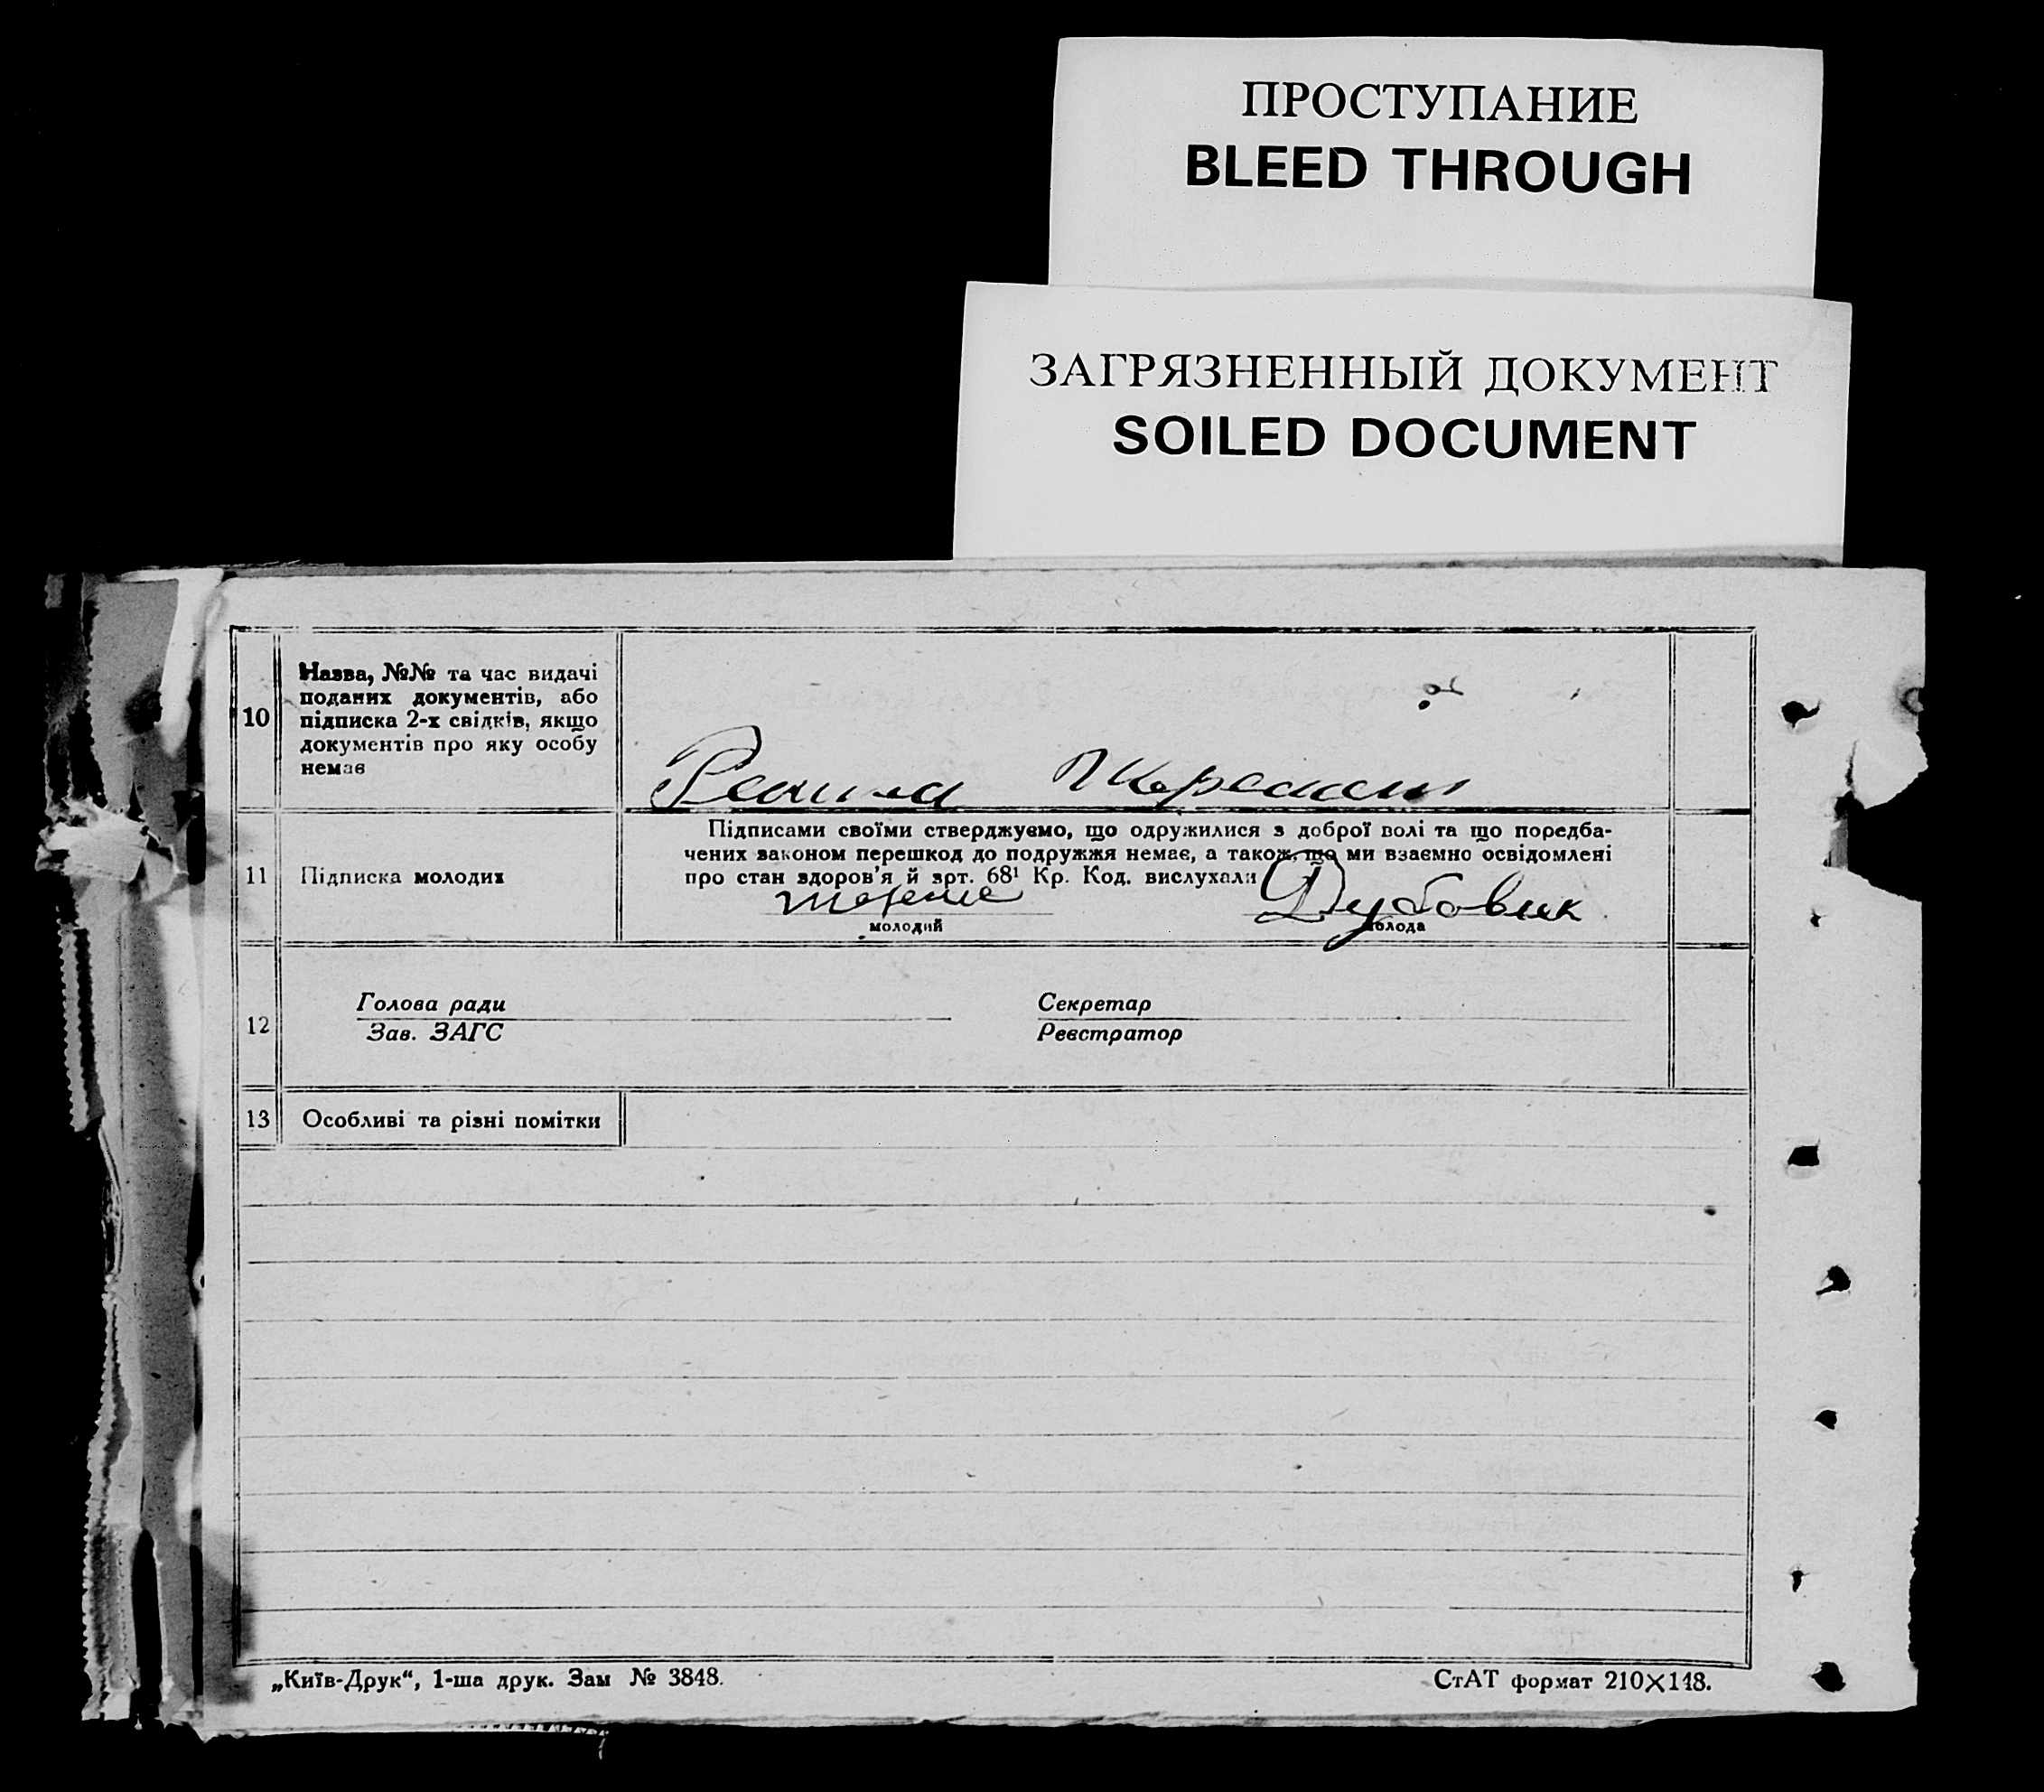 ПРОСТУПАНИЕ
BLEED THROUGH
ЗАГРЯЗНЕННЫЙ ДОКУМЕНТ
SOILED DOCUMENT
10
Назва, №№ та час видачі
поданих документів, або
підписка 2-х свідків, якщо
документів про яку особу
немає
11
Підписка молодих
Підписами своїми стверджуємо, що одружилися з доброї волі та що поредба-
чених законом перешкод до подружжя немає, а також, що ми взаємно освідомлені
про стан здоров'я й арт. 68¹ Кр. Код. вислухали
Дубовик
молодий
молода
12
Голова ради
Зав. ЗАГС
Секретар
Реєстратор
13
Особливі та різні помітки
„Київ-Друк“, 1-ша друк. Зам № 3848.
СтАТ формат 210×148.